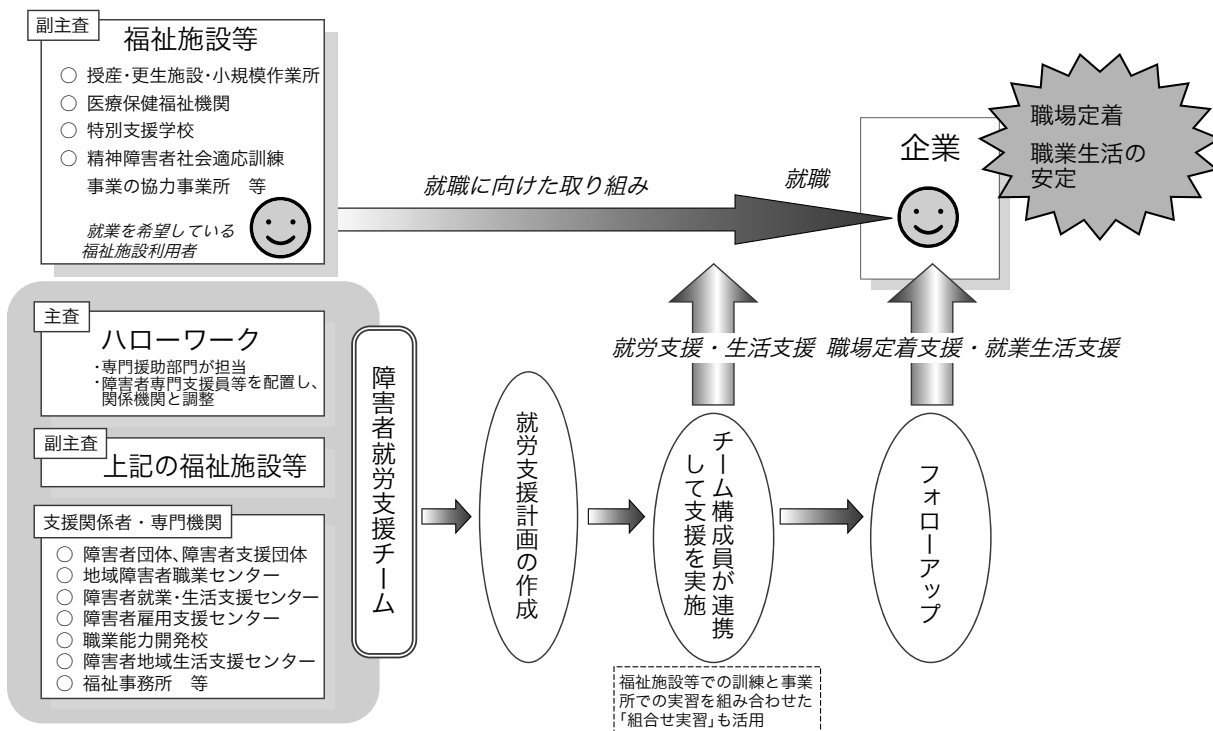 副主査
福祉施設等
○ 授産・更生施設・小規模作業所
○ 医療保健福祉機関
○ 特別支援学校
○ 精神障害者社会適応訓練
事業の協力事業所　等
就業を希望している
福祉施設利用者
就職に向けた取り組み
就職
企業
職場定着
職業生活の
安定
主査
ハローワーク
・専門援助部門が担当
・障害者専門支援員等を配置し、
関係機関と調整
副主査
上記の福祉施設等
支援関係者・専門機関
○ 障害者団体、障害者支援団体
○ 地域障害者職業センター
○ 障害者就業・生活支援センター
○ 障害者雇用支援センター
○ 職業能力開発校
○ 障害者地域生活支援センター
○ 福祉事務所　等
障害者就労支援チーム
就労支援計画の作成
就労支援・生活支援
チーム構成員が連携
して支援を実施
福祉施設等での訓練と事業
所での実習を組み合わせた
「組合せ実習」も活用
職場定着支援・就業生活支援
フォローアップ